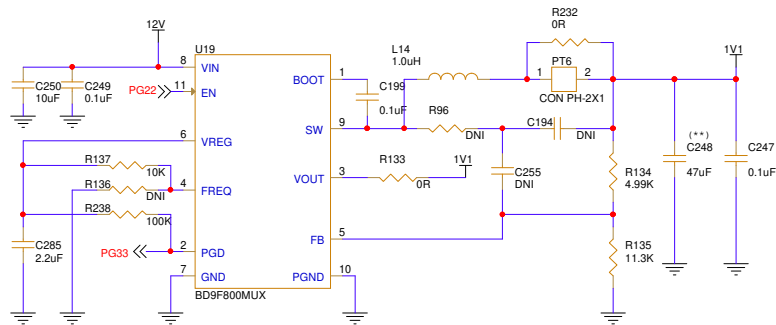 12V
U19
8
VIN
C250
10uF
C249
0.1uF
PG22
11
EN
BOOT
1
C199
0.1uF
L14
1.0uH
R232
0R
PT6
1
2
CON PH-2X1
1V1
SW
9
R96
DNI
C194
DNI
6
VREG
R137
10K
R136
DNI
4
FREQ
R238
100K
VOUT
3
R133
0R
1V1
C255
DNI
R134
4.99K
(**)
C248
47uF
C247
0.1uF
PG33
2
PGD
FB
5
C285
2.2uF
7
GND
PGND
10
R135
11.3K
BD9F800MUX